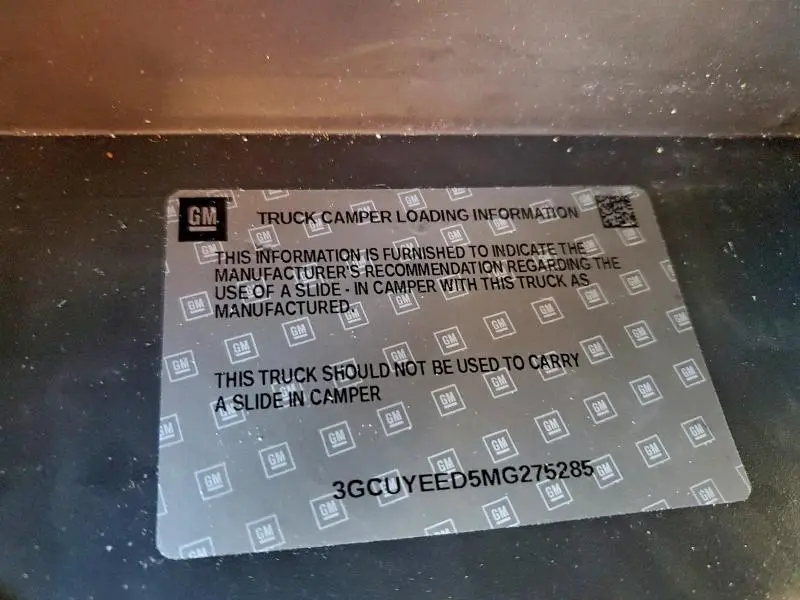 GM
TRUCK CAMPER LOADING INFORMATION
THIS INFORMATION IS FURNISHED TO INDICATE THE
MANUFACTURER'S RECOMMENDATION REGARDING THE
USE OF A SLIDE - IN CAMPER WITH THIS TRUCK AS
MANUFACTURED.
THIS TRUCK SHOULD NOT BE USED TO CARRY
A SLIDE IN CAMPER
3GCUYEED5MG275285